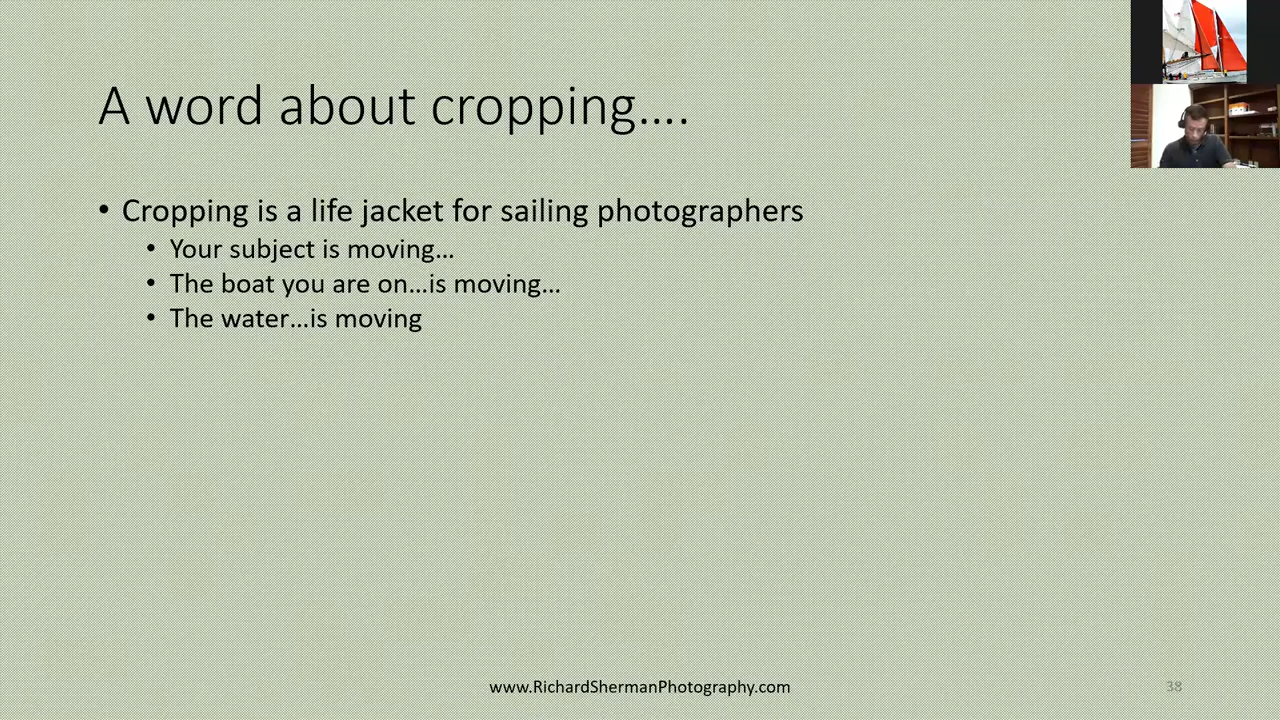 A word about cropping....
• Cropping is a life jacket for sailing photographers
• Your subject is moving...
• The boat you are on...is moving...
• The water...is moving
www.RichardShermanPhotography.com
38